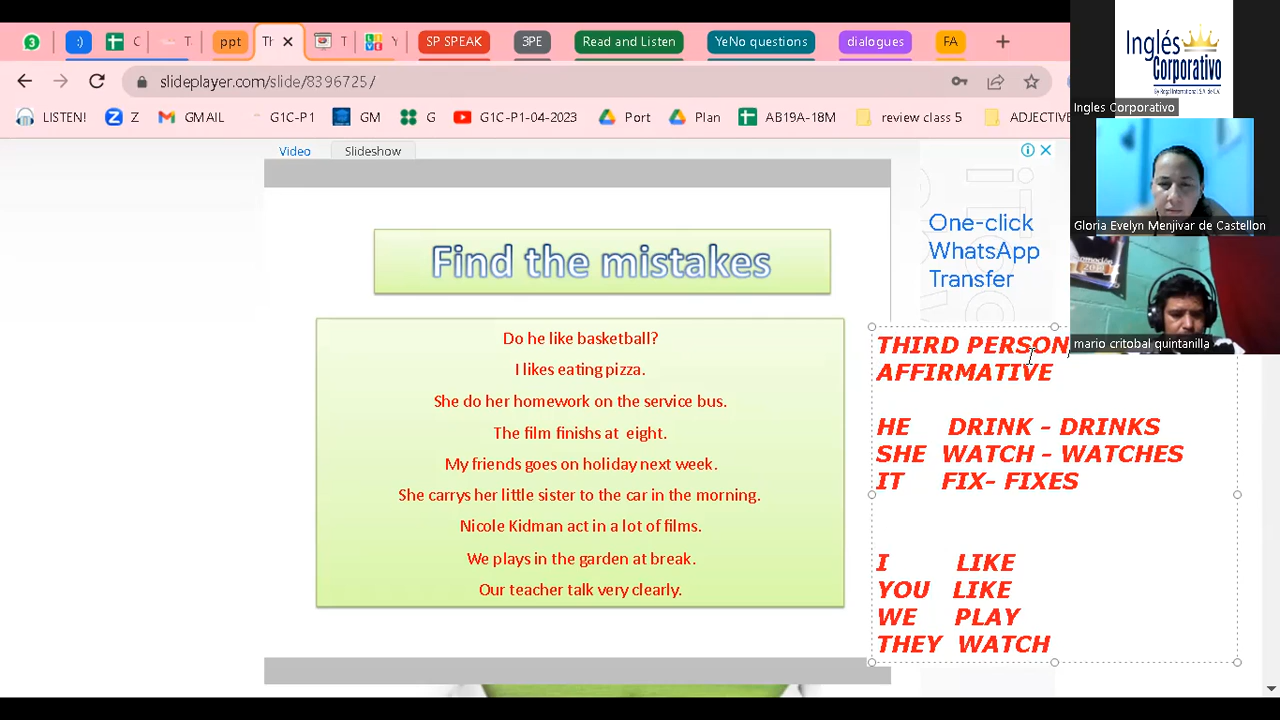 :)
C
T
ppt
Th
T
Y
SP SPEAK
3PE
Read and Listen
YeNo questions
dialogues
FA
slideplayer.com/slide/8396725/
LISTEN!
Z
GMAIL
G1C-P1
GM
G
G1C-P1-04-2023
Port
Plan
AB19A-18M
review class 5
ADJECTIVE
Inglés
Corporativo
Ingles Corporativo
Gloria Evelyn Menjivar de Castellon
mario critobal quintanilla
Video
Slideshow
One-click
WhatsApp
Transfer
Find the mistakes
Do he like basketball?
I likes eating pizza.
She do her homework on the service bus.
The film finishs at eight.
My friends goes on holiday next week.
She carrys her little sister to the car in the morning.
Nicole Kidman act in a lot of films.
We plays in the garden at break.
Our teacher talk very clearly.
THIRD PERSON
AFFIRMATIVE
HE DRINK - DRINKS
SHE WATCH - WATCHES
IT FIX- FIXES
I LIKE
YOU LIKE
WE PLAY
THEY WATCH